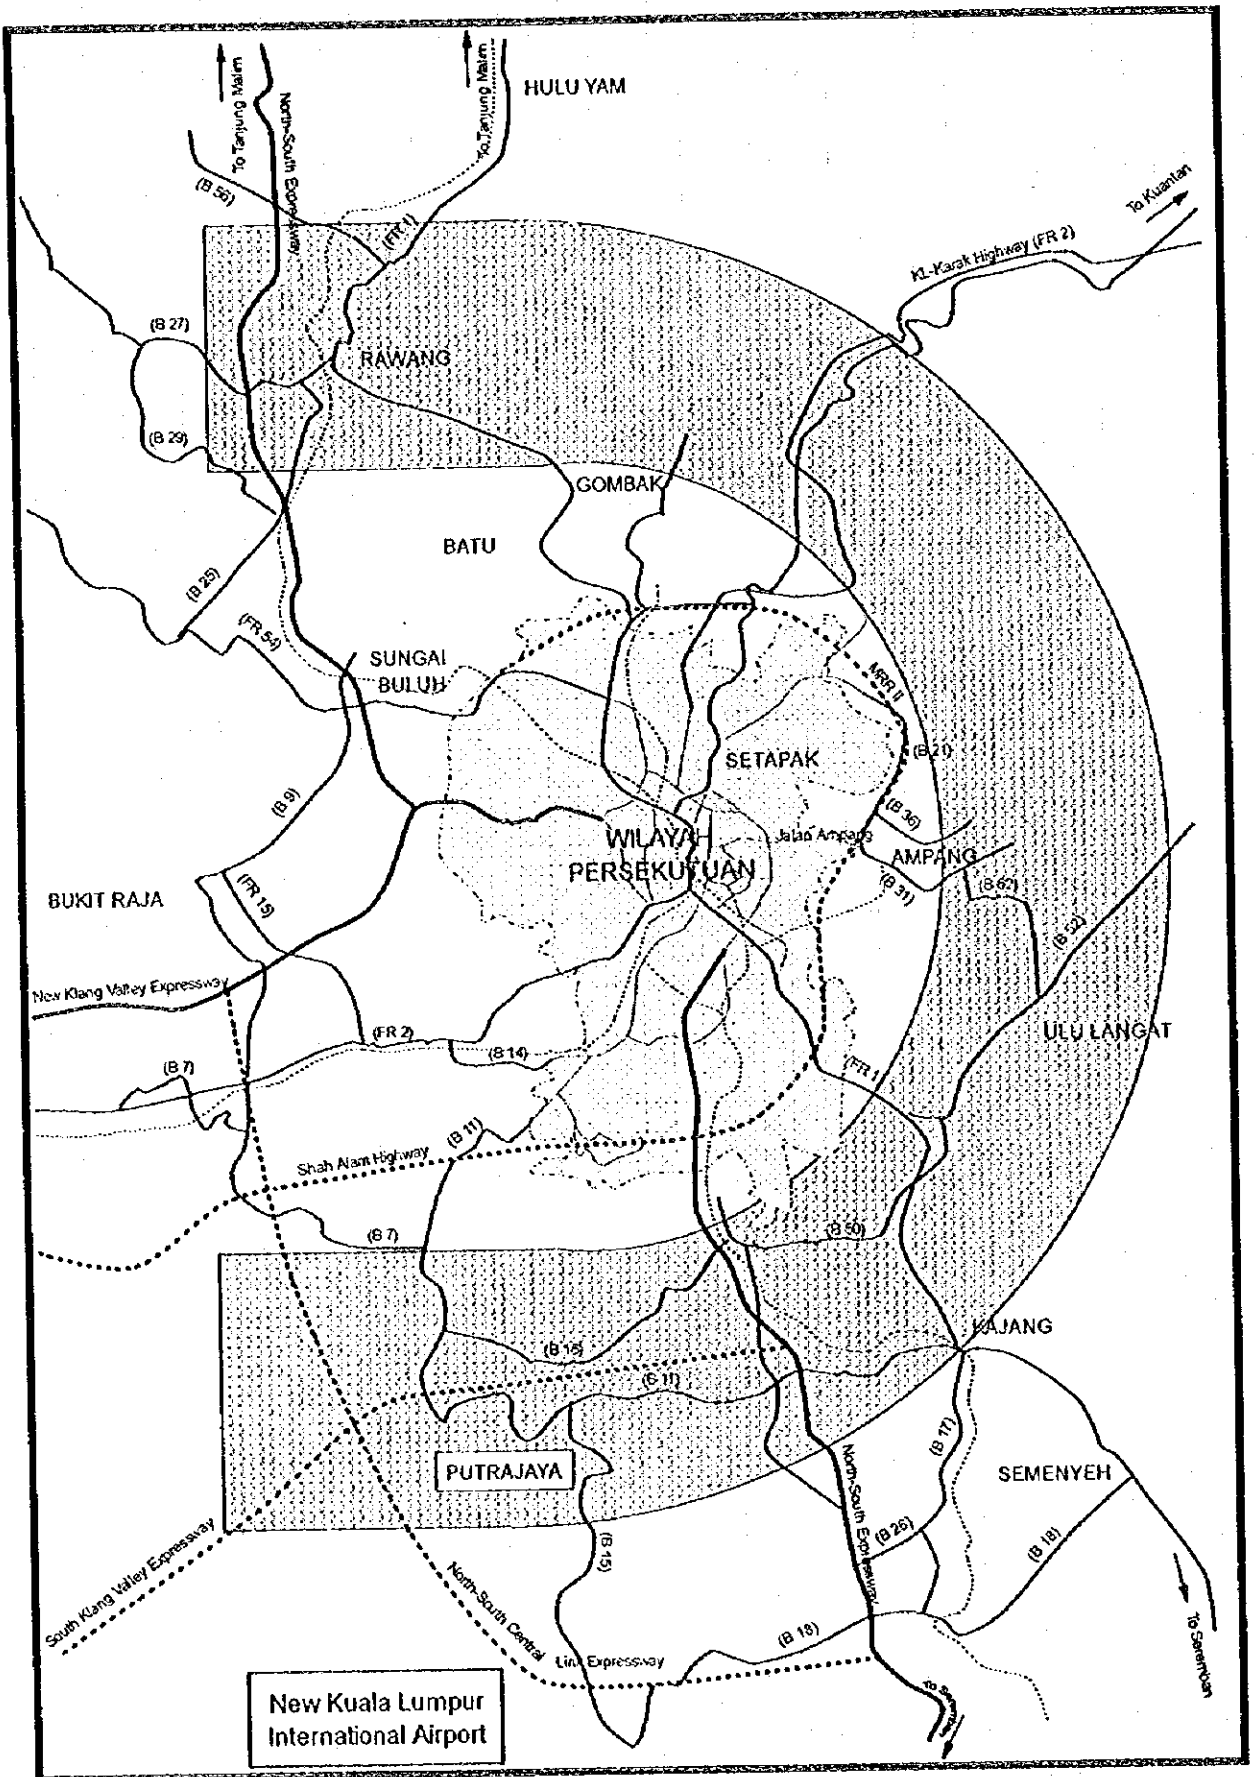 To Tanjung Malim
To Tanjung Malim
HULU YAM
North-South Expressway
(B 56)
(FR 1)
To Kuantan
KL-Karak Highway (FR 2)
(B 27)
RAWANG
(B 29)
GOMBAK
BATU
(B 25)
(FR 54)
SUNGAI
BULUH
MRR II
SETAPAK
(B 21)
(B 9)
(B 36)
WILAYAH
PERSEKUTUAN
Jalan Ampang
AMPANG
(B 31)
(B 62)
BUKIT RAJA
(FR 15)
(B 52)
New Klang Valley Expressway
(FR 2)
ULU LANGAT
(B 14)
(B 7)
(FR 1
(B 11)
Shah Alam Highway
(B 7)
(B 50)
KAJANG
(B 15)
(B 11)
(B 17)
PUTRAJAYA
North-South Expressway
SEMENYEH
South Klang Valley Expressway
(B 15)
(B 26)
(B 18)
North-South Central
Link Expressway
(B 18)
To Seremban
To Seremban
New Kuala Lumpur
International Airport